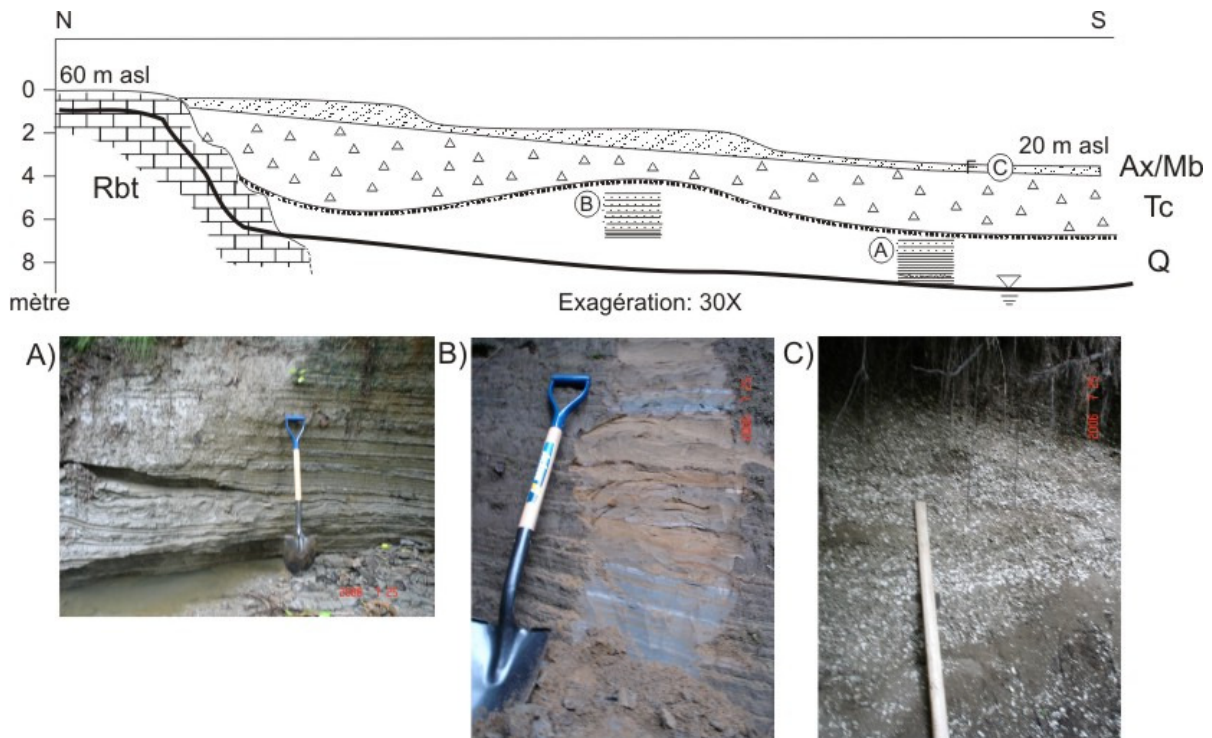 N S
60 m asl
0
2
4
6
8
mètre
Rbt
20 m asl
F
C
B
A
Ax/Mb
Tc
Q
Exagération: 30X
A)
B)
C)